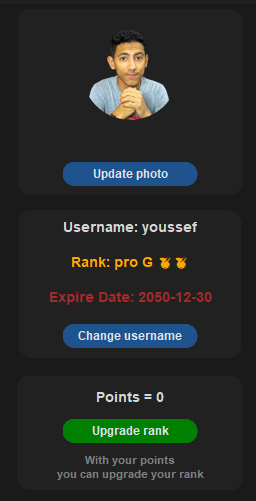 Update photo
Username: youssef
Rank: pro G
Expire Date: 2050-12-30
Change username
Points = 0
Upgrade rank
With your points
you can upgrade your rank